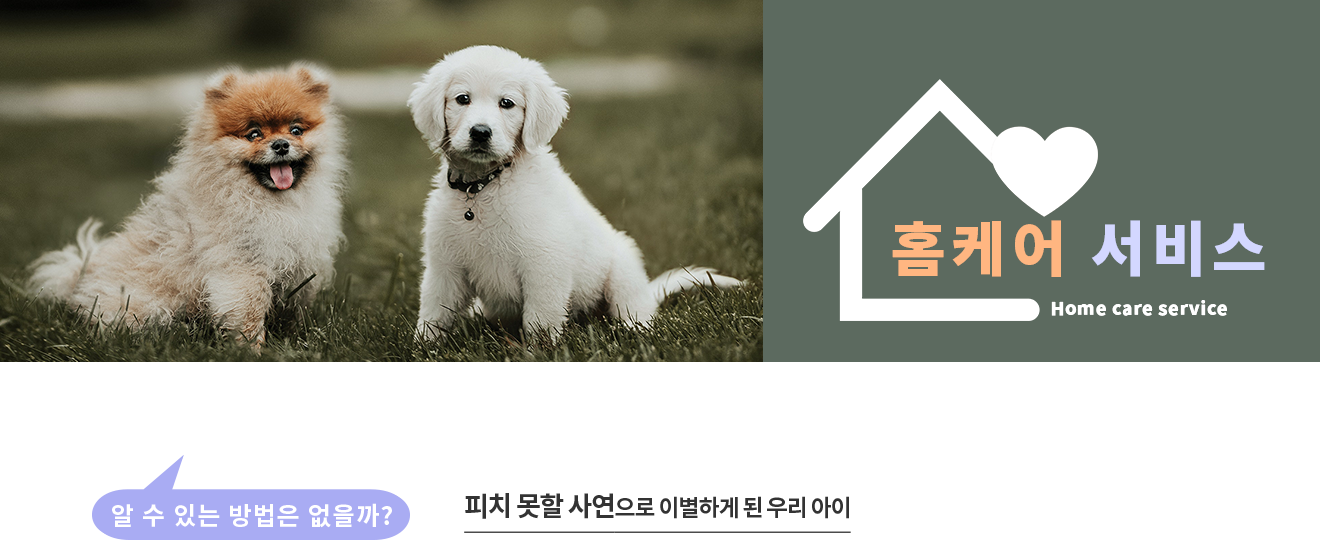 홈케어 서비스
Home care service
알 수 있는 방법은 없을까?
피치 못할 사연으로 이별하게 된 우리 아이